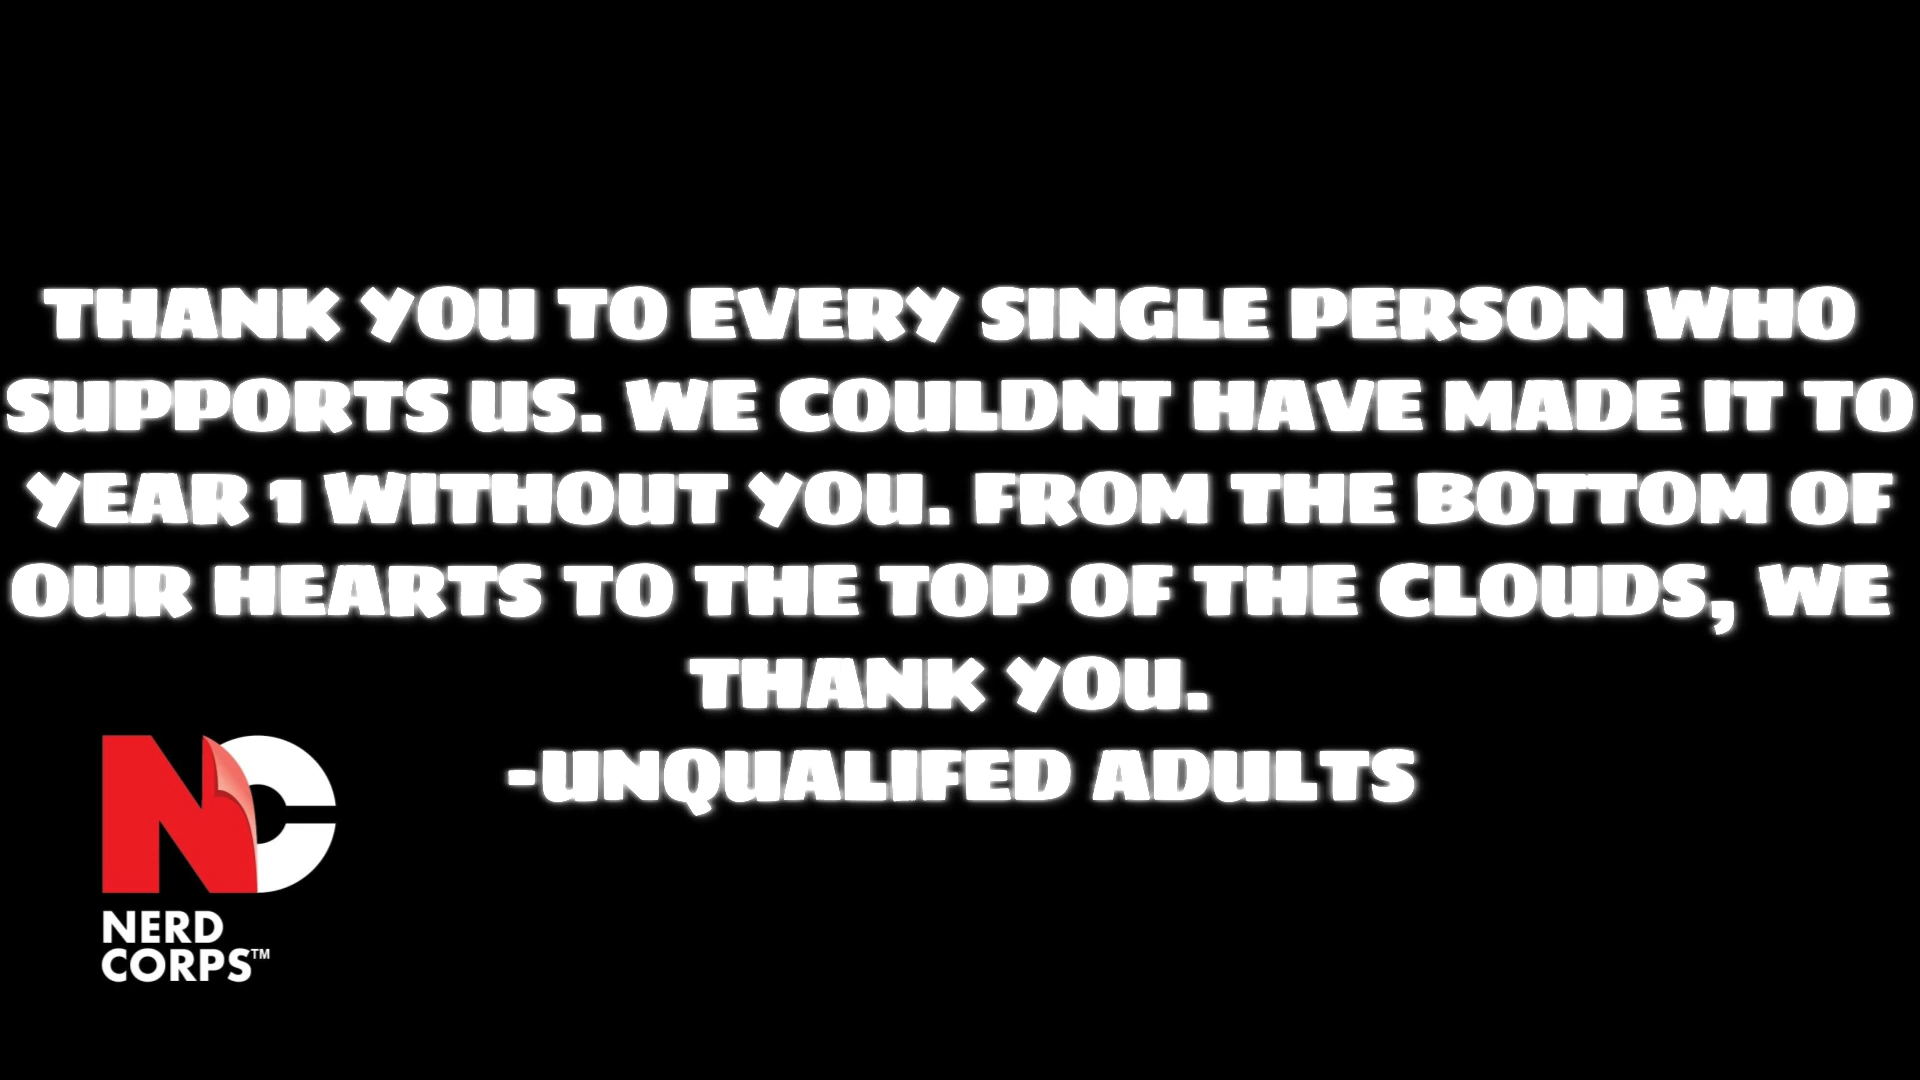 THANK YOU TO EVERY SINGLE PERSON WHO
SUPPORTS US. WE COULDNT HAVE MADE IT TO
YEAR 1 WITHOUT YOU. FROM THE BOTTOM OF
OUR HEARTS TO THE TOP OF THE CLOUDS, WE
THANK YOU.
-UNQUALIFED ADULTS
NC
NERD
CORPS™